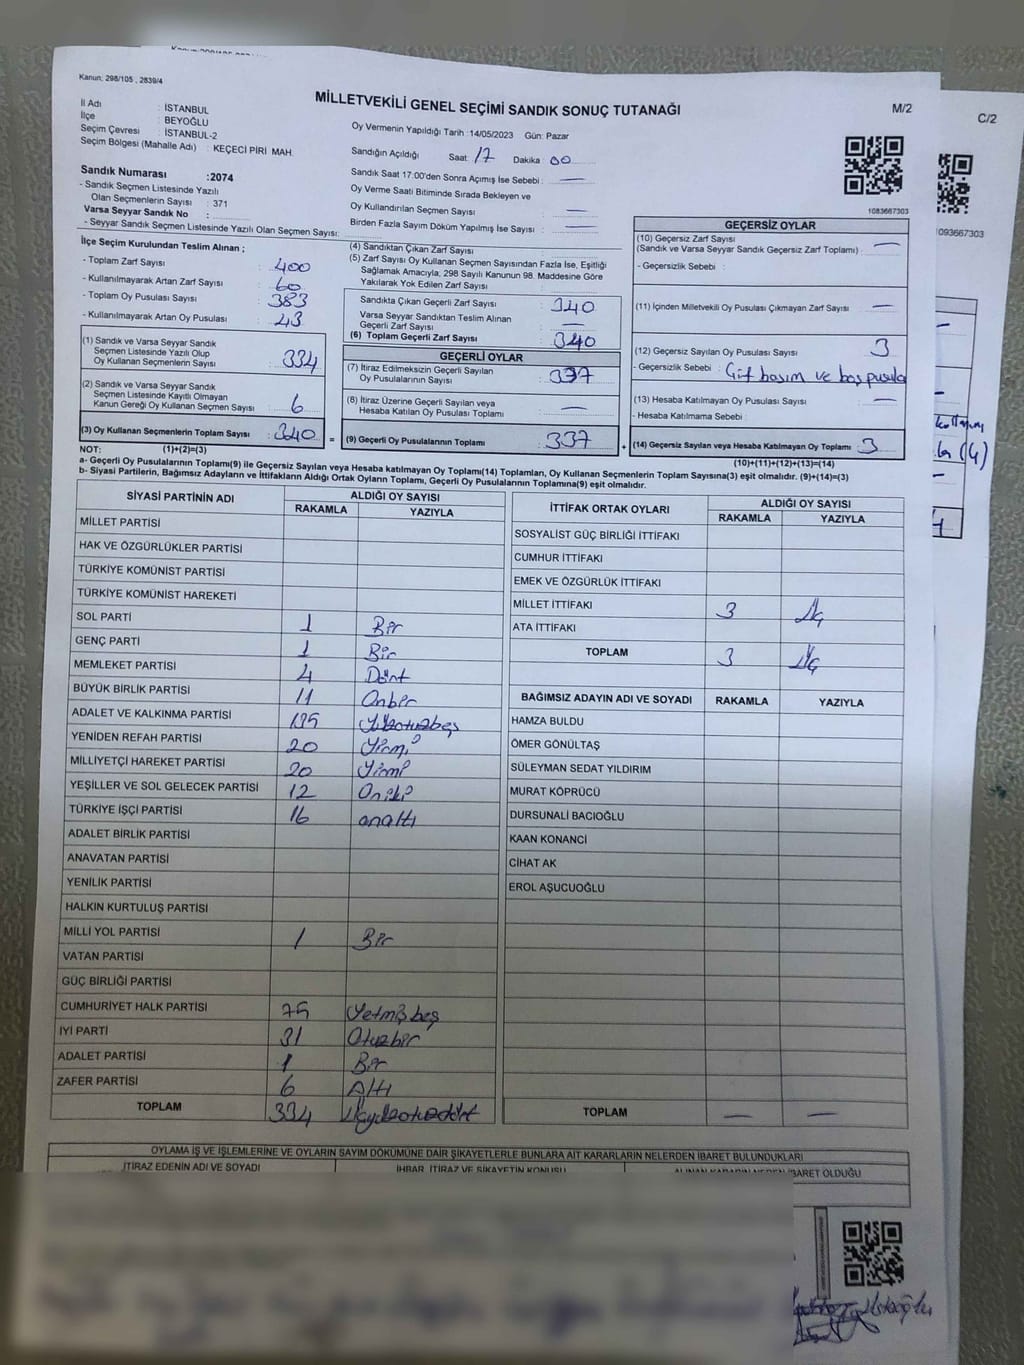 Kanun; 298/105 , 2839/4
MİLLETVEKİLİ GENEL SEÇİMİ SANDIK SONUÇ TUTANAĞI
M/2
C/2
İl Adı : İSTANBUL
İlçe : BEYOĞLU
Seçim Çevresi : İSTANBUL-2
Seçim Bölgesi (Mahalle Adı) : KEÇECİ PİRİ MAH.
Oy Vermenin Yapıldığı Tarih :14/05/2023 Gün: Pazar
Sandığın Açıldığı Saat: 17 Dakika: 00
Sandık Saat 17:00'den Sonra Açımış İse Sebebi : —
Oy Verme Saati Bitiminde Sırada Bekleyen ve
Oy Kullandırılan Seçmen Sayısı : —
Birden Fazla Sayım Döküm Yapılmış İse Sayısı : —
1083667303
1093667303
Sandık Numarası :2074
- Sandık Seçmen Listesinde Yazılı
Olan Seçmenlerin Sayısı : 371
Varsa Seyyar Sandık No :
- Seyyar Sandık Seçmen Listesinde Yazılı Olan Seçmen Sayısı:
İlçe Seçim Kurulundan Teslim Alınan ;
- Toplam Zarf Sayısı : 400
- Kullanılmayarak Artan Zarf Sayısı : 60
- Toplam Oy Pusulası Sayısı : 383
- Kullanılmayarak Artan Oy Pusulası : 43
(1) Sandık ve Varsa Seyyar Sandık
Seçmen Listesinde Yazılı Olup
Oy Kullanan Seçmenlerin Sayısı : 334
(2) Sandık ve Varsa Seyyar Sandık
Seçmen Listesinde Kayıtlı Olmayan
Kanun Gereği Oy Kullanan Seçmen Sayısı : 6
(3) Oy Kullanan Seçmenlerin Toplam Sayısı : 340
(1)+(2)=(3)
(4) Sandıktan Çıkan Zarf Sayısı :
(5) Zarf Sayısı Oy Kullanan Seçmen Sayısından Fazla İse, Eşitliği
Sağlamak Amacıyla, 298 Sayılı Kanunun 98. Maddesine Göre
Yakılarak Yok Edilen Zarf Sayısı :
Sandıkta Çıkan Geçerli Zarf Sayısı : 340
Varsa Seyyar Sandıktan Teslim Alınan
Geçerli Zarf Sayısı : —
(6) Toplam Geçerli Zarf Sayısı : 340
GEÇERLİ OYLAR
(7) İtiraz Edilmeksizin Geçerli Sayılan
Oy Pusulalarının Sayısı : 337
(8) İtiraz Üzerine Geçerli Sayılan veya
Hesaba Katılan Oy Pusulası Toplamı : —
= (9) Geçerli Oy Pusulalarının Toplamı : 337
GEÇERSİZ OYLAR
(10) Geçersiz Zarf Sayısı : —
(Sandık ve Varsa Seyyar Sandık Geçersiz Zarf Toplamı)
- Geçersizlik Sebebi :
(11) İçinden Milletvekili Oy Pusulası Çıkmayan Zarf Sayısı : —
(12) Geçersiz Sayılan Oy Pusulası Sayısı : 3
- Geçersizlik Sebebi : Çift basım ve boş pusula
(13) Hesaba Katılmayan Oy Pusulası Sayısı : —
- Hesaba Katılmama Sebebi :
+ (14) Geçersiz Sayılan veya Hesaba Katılmayan Oy Toplamı : 3
(10)+(11)+(12)+(13)=(14)
NOT:
a- Geçerli Oy Pusulalarının Toplamı(9) ile Geçersiz Sayılan veya Hesaba katılmayan Oy Toplamı(14) Toplamları, Oy Kullanan Seçmenlerin Toplam Sayısına(3) eşit olmalıdır. (9)+(14)=(3)
b- Siyasi Partilerin, Bağımsız Adayların ve İttifakların Aldığı Ortak Oyların Toplamı, Geçerli Oy Pusulalarının Toplamına(9) eşit olmalıdır.
SİYASİ PARTİNİN ADI ALDIĞI OY SAYISI
RAKAMLA YAZIYLA
MİLLET PARTİSİ
HAK VE ÖZGÜRLÜKLER PARTİSİ
TÜRKİYE KOMÜNİST PARTİSİ
TÜRKİYE KOMÜNİST HAREKETİ
SOL PARTİ 1 Bir
GENÇ PARTİ 1 Bir
MEMLEKET PARTİSİ 4 Dört
BÜYÜK BİRLİK PARTİSİ 11 Onbir
ADALET VE KALKINMA PARTİSİ 135 Yüzotuzbeş
YENİDEN REFAH PARTİSİ 20 Yirmi
MİLLİYETÇİ HAREKET PARTİSİ 20 Yirmi
YEŞİLLER VE SOL GELECEK PARTİSİ 12 Oniki
TÜRKİYE İŞÇİ PARTİSİ 16 onaltı
ADALET BİRLİK PARTİSİ
ANAVATAN PARTİSİ
YENİLİK PARTİSİ
HALKIN KURTULUŞ PARTİSİ
MİLLİ YOL PARTİSİ 1 Bir
VATAN PARTİSİ
GÜÇ BİRLİĞİ PARTİSİ
CUMHURİYET HALK PARTİSİ 75 Yetmişbeş
İYİ PARTİ 31 Otuzbir
ADALET PARTİSİ 1 Bir
ZAFER PARTİSİ 6 Altı
TOPLAM 334 Üçyüzotuzdört
İTTİFAK ORTAK OYLARI ALDIĞI OY SAYISI
RAKAMLA YAZIYLA
SOSYALİST GÜÇ BİRLİĞİ İTTİFAKI
CUMHUR İTTİFAKI
EMEK VE ÖZGÜRLÜK İTTİFAKI
MİLLET İTTİFAKI 3 Üç
ATA İTTİFAKI
TOPLAM 3 Üç
BAĞIMSIZ ADAYIN ADI VE SOYADI RAKAMLA YAZIYLA
HAMZA BULDU
ÖMER GÖNÜLTAŞ
SÜLEYMAN SEDAT YILDIRIM
MURAT KÖPRÜCÜ
DURSUNALİ BACIOĞLU
KAAN KONANCİ
CİHAT AK
EROL AŞUCUOĞLU
TOPLAM — —
OYLAMA İŞ VE İŞLEMLERİNE VE OYLARIN SAYIM DÖKÜMÜNE DAİR ŞİKAYETLERLE BUNLARA AİT KARARLARIN NELERDEN İBARET BULUNDUKLARI
İTİRAZ EDENİN ADI VE SOYADI İHBAR, İTİRAZ VE ŞİKAYETİN KONUSU ALINAN KARARIN NEDEN İBARET OLDUĞU